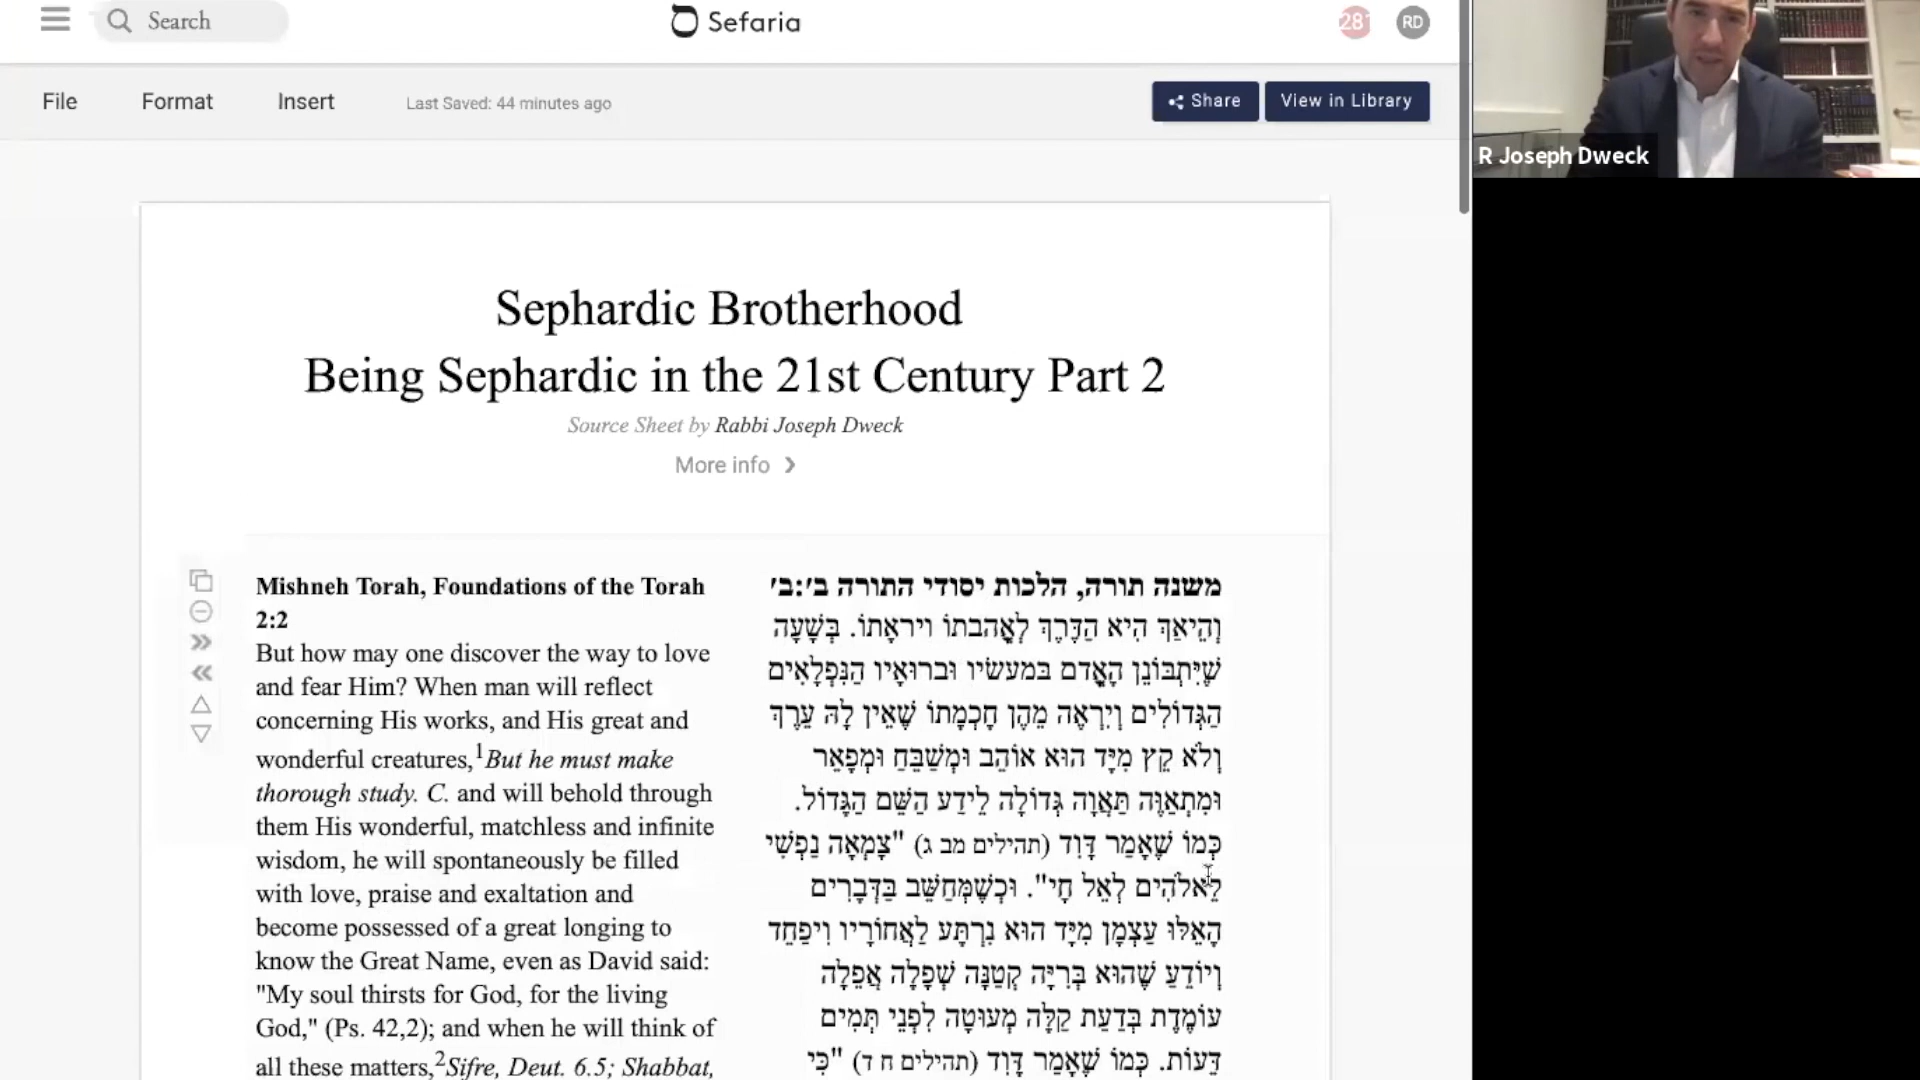 Search
Sefaria
281
RD
File
Format
Insert
Last Saved: 44 minutes ago
Share
View in Library
R Joseph Dweck
Sephardic Brotherhood
Being Sephardic in the 21st Century Part 2
Source Sheet by Rabbi Joseph Dweck
More info
Mishneh Torah, Foundations of the Torah
2:2
But how may one discover the way to love
and fear Him? When man will reflect
concerning His works, and His great and
wonderful creatures,1But he must make
thorough study. C. and will behold through
them His wonderful, matchless and infinite
wisdom, he will spontaneously be filled
with love, praise and exaltation and
become possessed of a great longing to
know the Great Name, even as David said:
"My soul thirsts for God, for the living
God," (Ps. 42,2); and when he will think of
all these matters,2Sifre, Deut. 6.5; Shabbat,
משנה תורה, הלכות יסודי התורה ב׳:ב׳
וְהֵיאַךְ הִיא הַדֶּרֶךְ לְאַהֲבָתוֹ וְיִרְאָתוֹ. בְּשָׁעָה
שֶׁיִּתְבּוֹנֵן הָאָדָם בְּמַעֲשָׂיו וּבְרוּאָיו הַנִּפְלָאִים
הַגְּדוֹלִים וְיִרְאֶה מֵהֶן חָכְמָתוֹ שֶׁאֵין לָהּ עֵרֶךְ
וְלֹא קֵץ מִיָּד הוּא אוֹהֵב וּמְשַׁבֵּחַ וּמְפָאֵר
וּמִתְאַוֶּה תַּאֲוָה גְּדוֹלָה לֵידַע הַשֵּׁם הַגָּדוֹל.
כְּמוֹ שֶׁאָמַר דָּוִד (תהילים מב ג) "צָמְאָה נַפְשִׁי
לֵאלֹהִים לְאֵל חָי". וּכְשֶׁמְּחַשֵּׁב בַּדְּבָרִים
הָאֵלּוּ עַצְמָן מִיָּד הוּא נִרְתָּע לַאֲחוֹרָיו וְיִפְחַד
וְיוֹדֵעַ שֶׁהוּא בְּרִיָּה קְטַנָּה שְׁפָלָה אֲפֵלָה
עוֹמֶדֶת בְּדַעַת קַלָּה מְעוּטָה לִפְנֵי תְּמִים
דֵּעוֹת. כְּמוֹ שֶׁאָמַר דָּוִד (תהילים ח ד) "כִּי